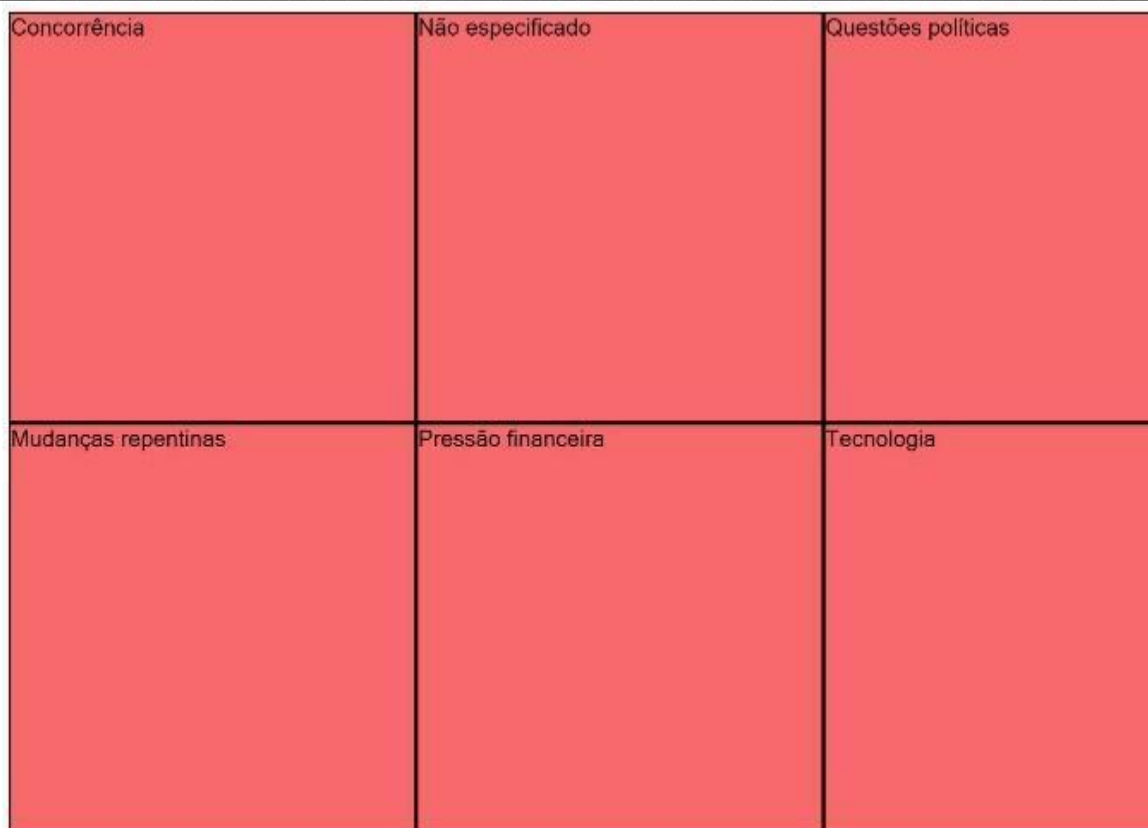 Concorrência
Não especificado
Questões políticas
Mudanças repentinas
Pressão financeira
Tecnologia